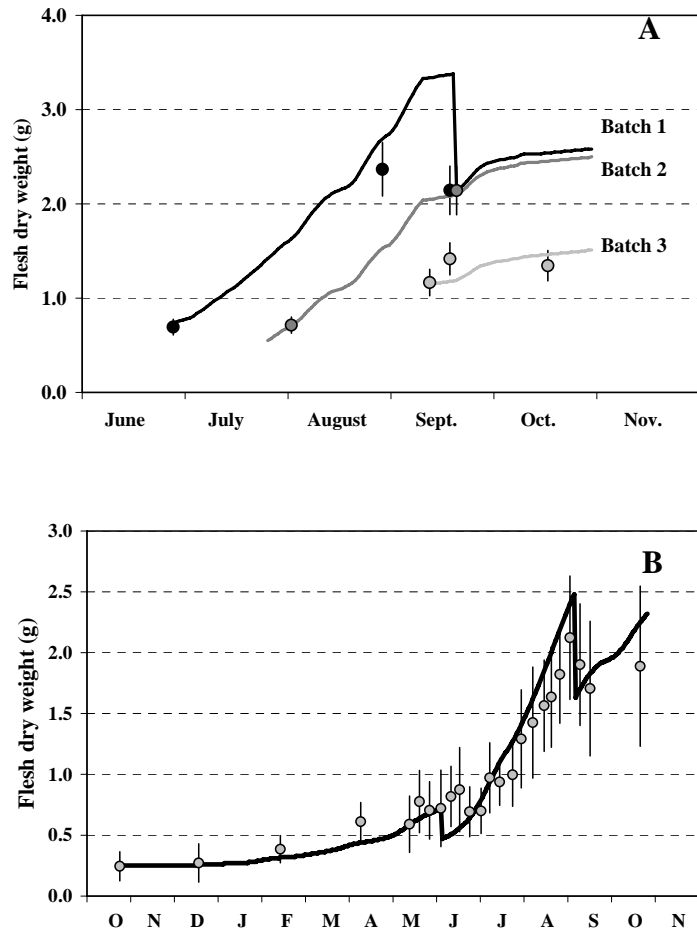 A
4.0
3.0
2.0
1.0
0.0
Flesh dry weight (g)
Batch 1
Batch 2
Batch 3
June July August Sept. Oct. Nov.
B
3.0
2.5
2.0
1.5
1.0
0.5
0.0
Flesh dry weight (g)
O N D J F M A M J J A S O N